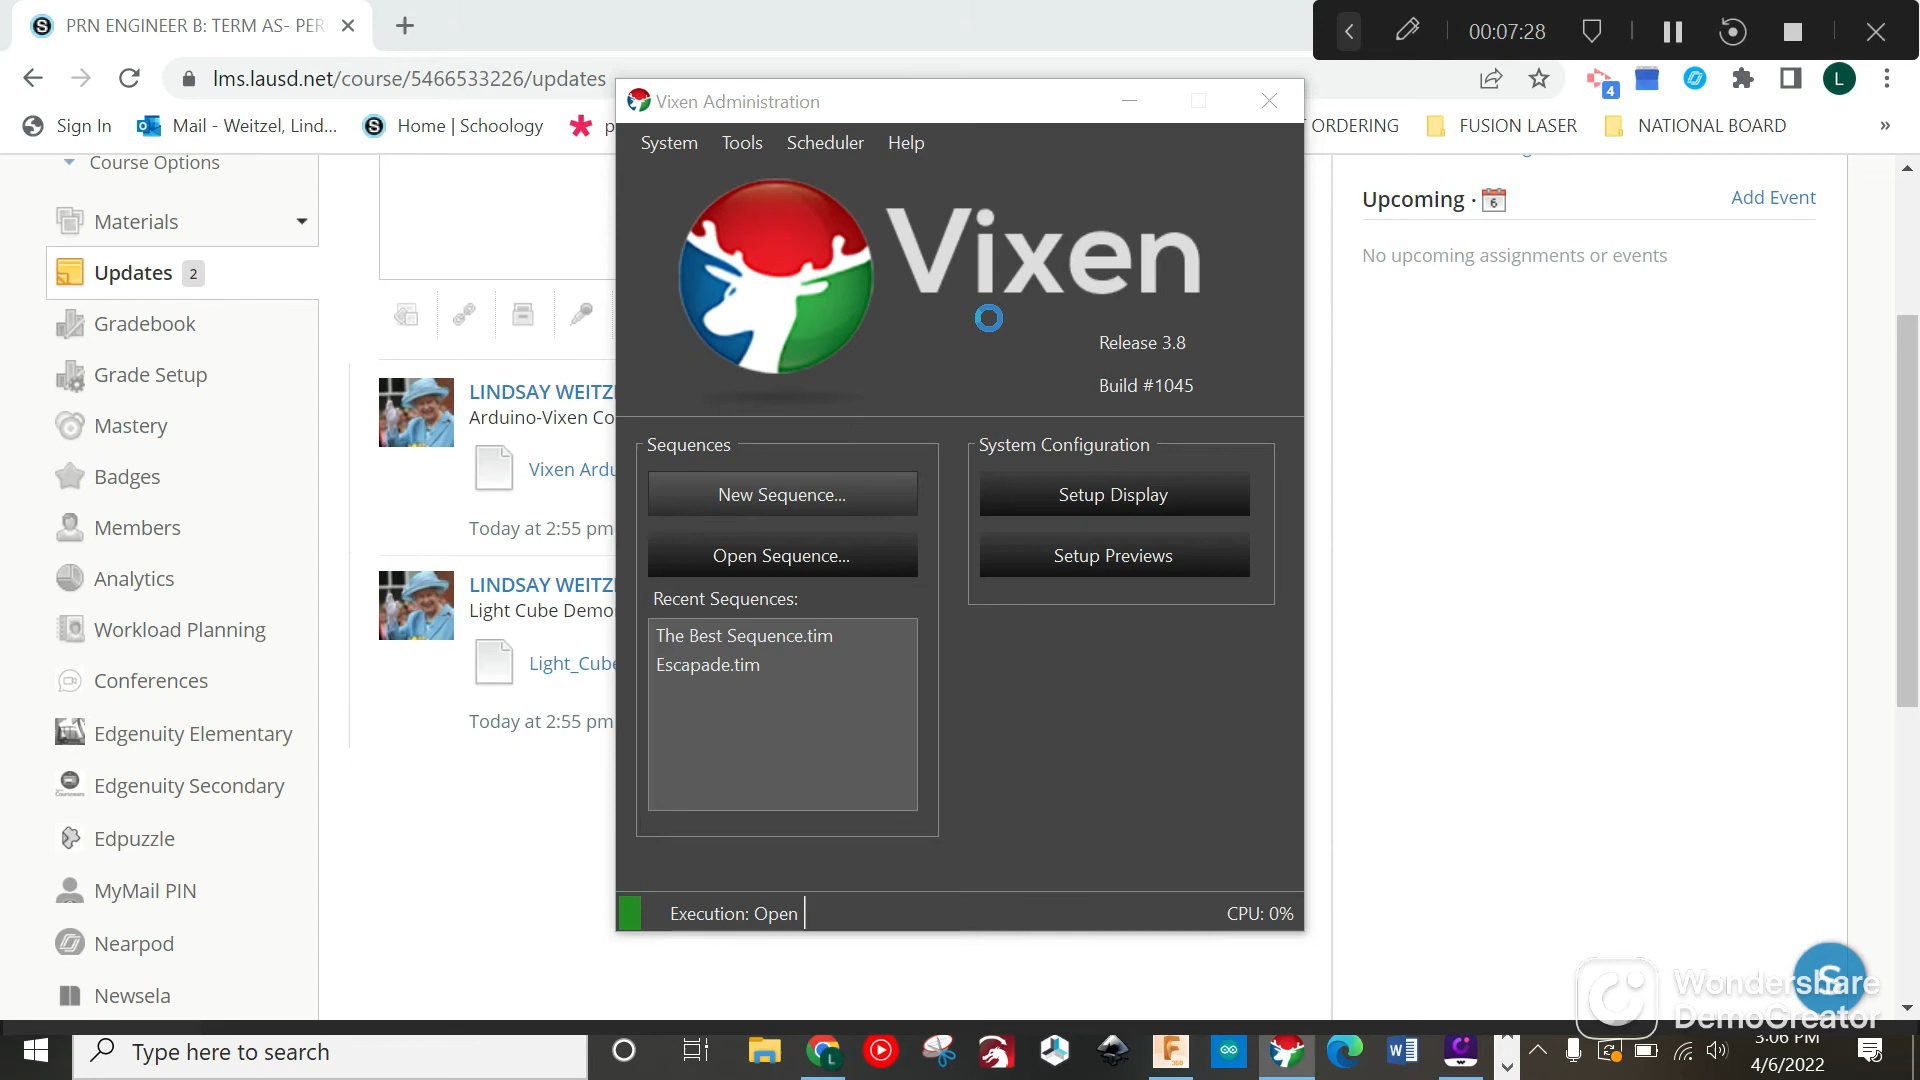 PRN ENGINEER B: TERM AS- PER
00:07:28
lms.lausd.net/course/5466533226/updates
4
L
Sign In
Mail - Weitzel, Lind...
Home | Schoology
ORDERING
FUSION LASER
NATIONAL BOARD
»
Course Options
Materials
Updates 2
Gradebook
Grade Setup
Mastery
Badges
Members
Analytics
Workload Planning
Conferences
Edgenuity Elementary
Edgenuity Secondary
Edpuzzle
MyMail PIN
Nearpod
Newsela
LINDSAY WEITZ
Arduino-Vixen Co
Vixen Ardu
Today at 2:55 pm
LINDSAY WEITZ
Light Cube Demo
Light_Cube
Today at 2:55 pm
Vixen Administration
System Tools Scheduler Help
Vixen
Release 3.8
Build #1045
Sequences
New Sequence...
Open Sequence...
Recent Sequences:
The Best Sequence.tim
Escapade.tim
System Configuration
Setup Display
Setup Previews
Execution: Open
CPU: 0%
Upcoming · 6
Add Event
No upcoming assignments or events
S
Wondershare
DemoCreator
Type here to search
3:06 PM
4/6/2022